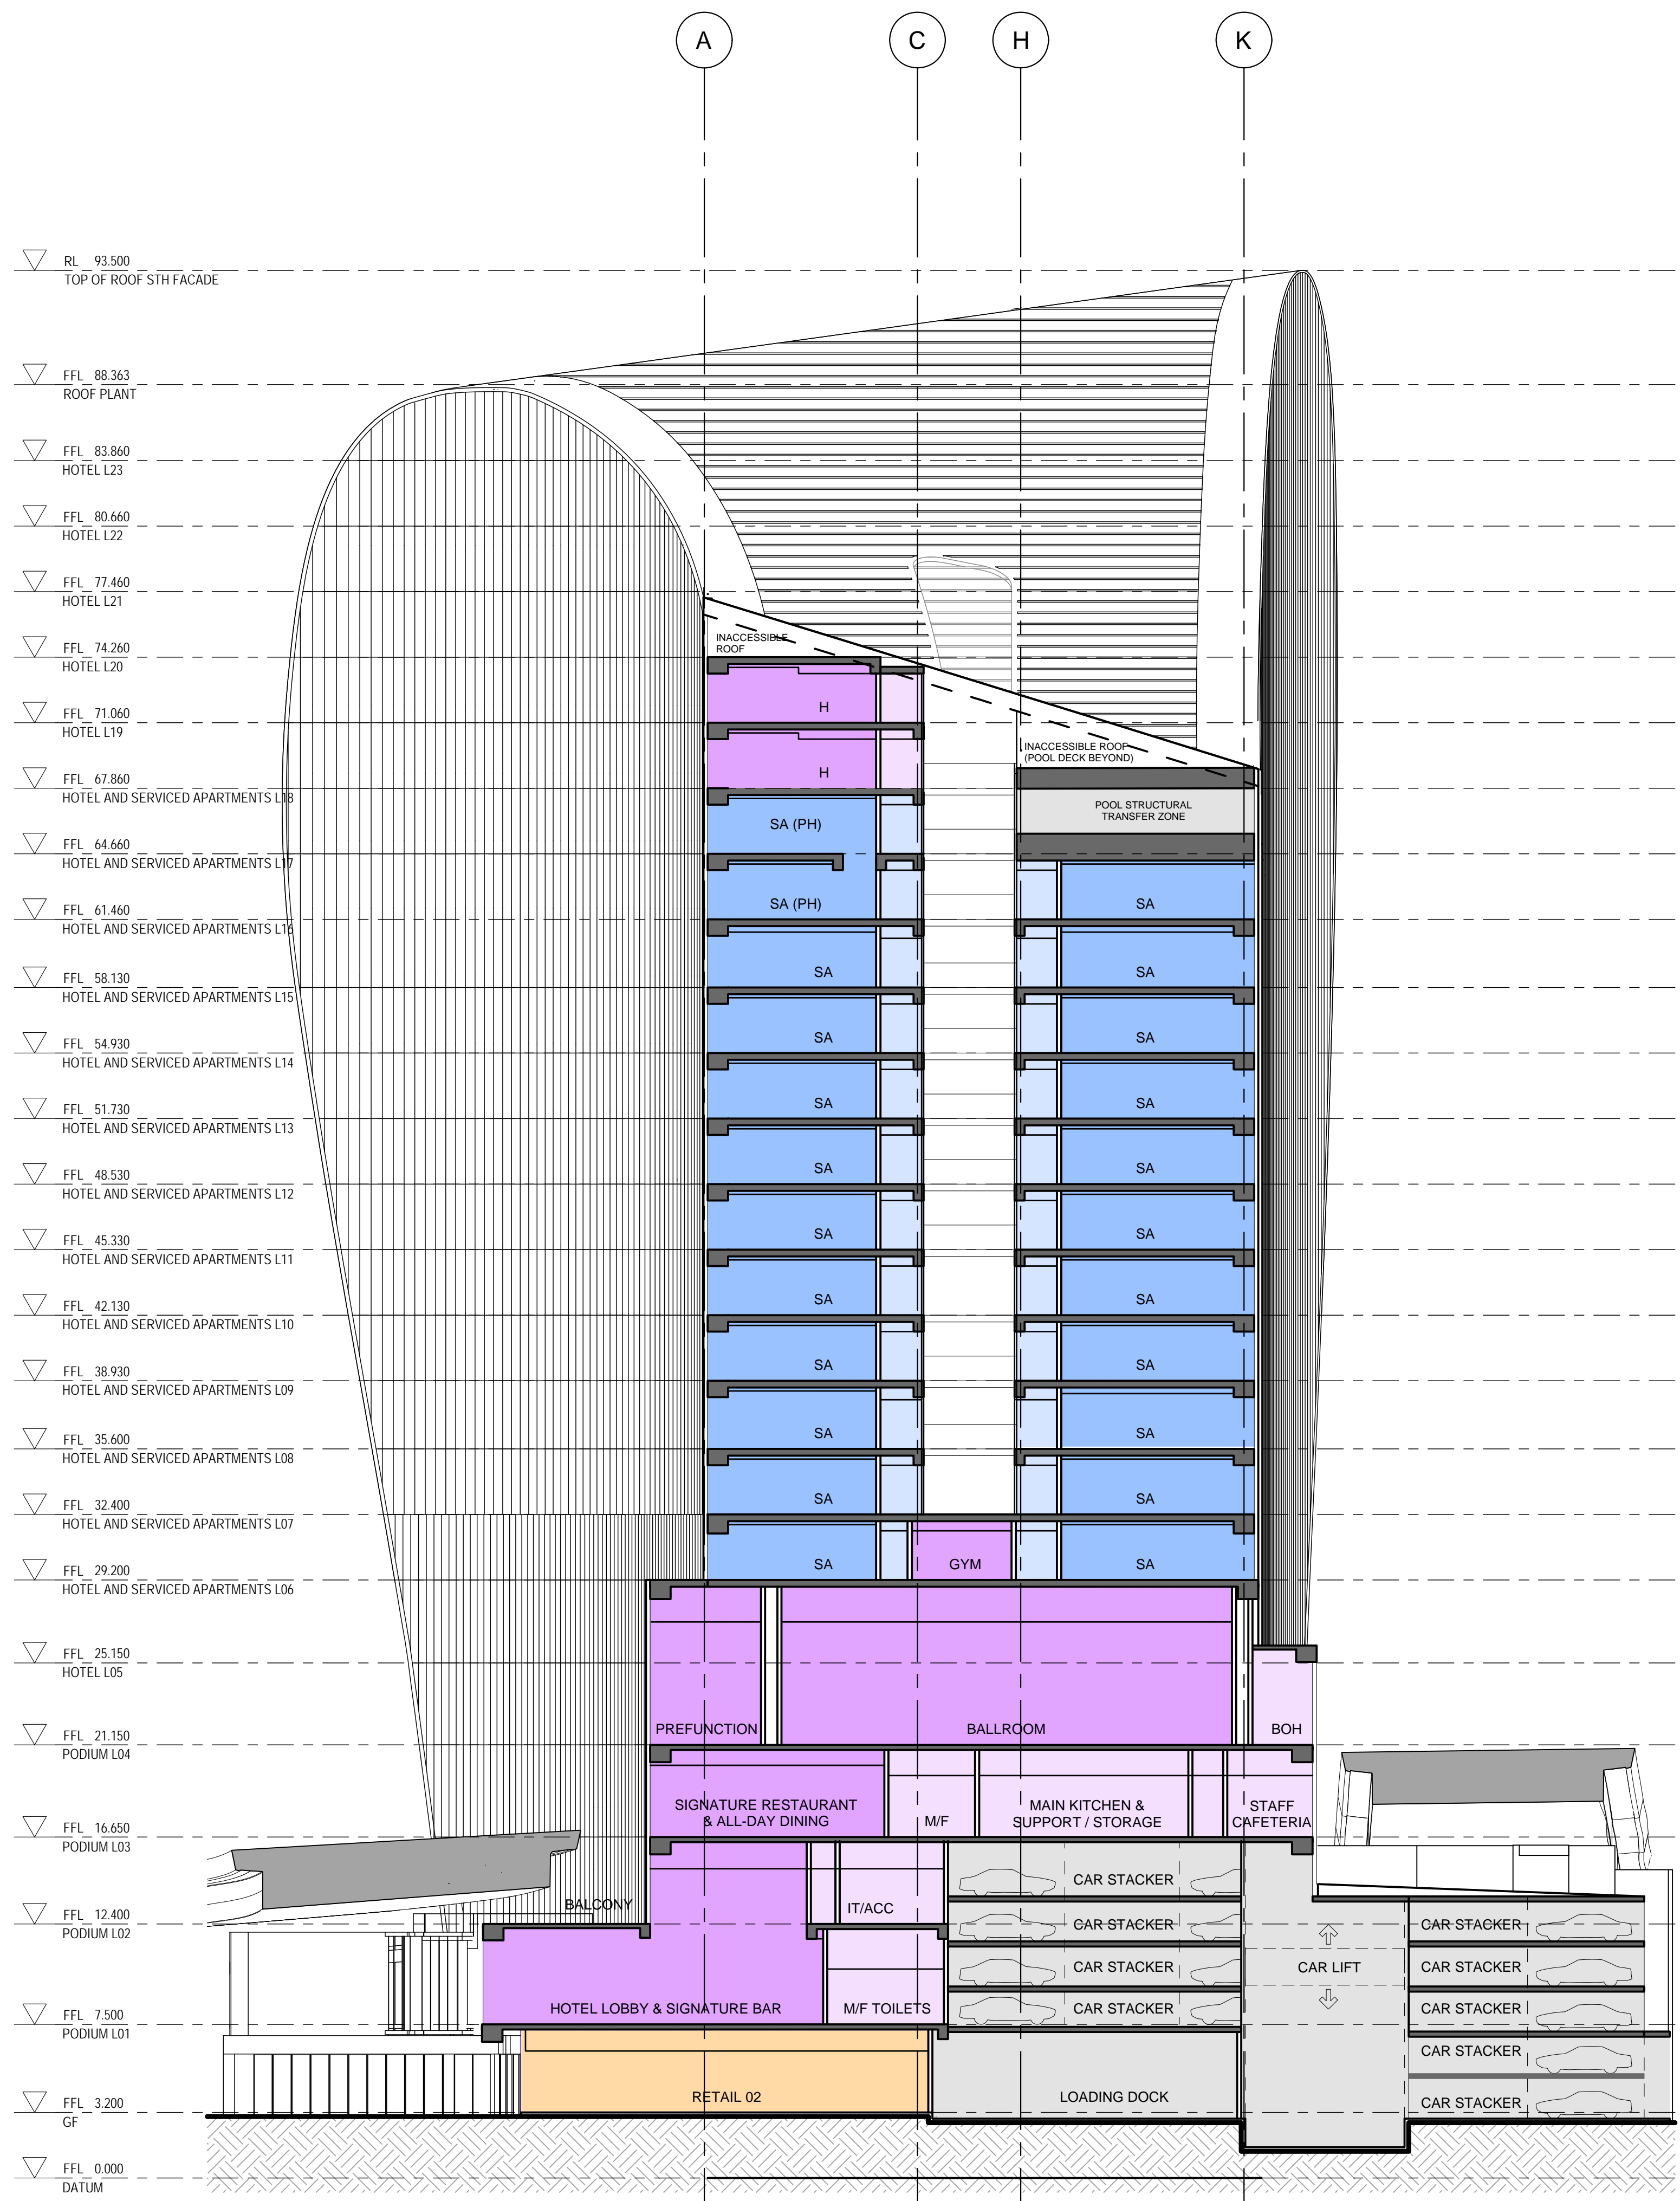 A
C
H
K
RL 93.500
TOP OF ROOF STH FACADE
FFL 88.363
ROOF PLANT
FFL 83.860
HOTEL L23
FFL 80.660
HOTEL L22
FFL 77.460
HOTEL L21
INACCESSIBLE
ROOF
FFL 74.260
HOTEL L20
H
FFL 71.060
HOTEL L19
INACCESSIBLE ROOF
(POOL DECK BEYOND)
H
FFL 67.860
HOTEL AND SERVICED APARTMENTS L18
POOL STRUCTURAL
TRANSFER ZONE
SA (PH)
FFL 64.660
HOTEL AND SERVICED APARTMENTS L17
SA (PH)
SA
FFL 61.460
HOTEL AND SERVICED APARTMENTS L16
SA
SA
FFL 58.130
HOTEL AND SERVICED APARTMENTS L15
SA
SA
FFL 54.930
HOTEL AND SERVICED APARTMENTS L14
SA
SA
FFL 51.730
HOTEL AND SERVICED APARTMENTS L13
SA
SA
FFL 48.530
HOTEL AND SERVICED APARTMENTS L12
SA
SA
FFL 45.330
HOTEL AND SERVICED APARTMENTS L11
SA
SA
FFL 42.130
HOTEL AND SERVICED APARTMENTS L10
SA
SA
FFL 38.930
HOTEL AND SERVICED APARTMENTS L09
SA
SA
FFL 35.600
HOTEL AND SERVICED APARTMENTS L08
SA
SA
FFL 32.400
HOTEL AND SERVICED APARTMENTS L07
SA
GYM
SA
FFL 29.200
HOTEL AND SERVICED APARTMENTS L06
FFL 25.150
HOTEL L05
PREFUNCTION
BALLROOM
BOH
FFL 21.150
PODIUM L04
SIGNATURE RESTAURANT
& ALL-DAY DINING
M/F
MAIN KITCHEN &
SUPPORT / STORAGE
STAFF
CAFETERIA
FFL 16.650
PODIUM L03
CAR STACKER
BALCONY
IT/ACC
FFL 12.400
PODIUM L02
CAR STACKER
CAR STACKER
CAR STACKER
CAR LIFT
CAR STACKER
HOTEL LOBBY & SIGNATURE BAR
M/F TOILETS
CAR STACKER
CAR STACKER
FFL 7.500
PODIUM L01
CAR STACKER
RETAIL 02
LOADING DOCK
CAR STACKER
FFL 3.200
GF
FFL 0.000
DATUM